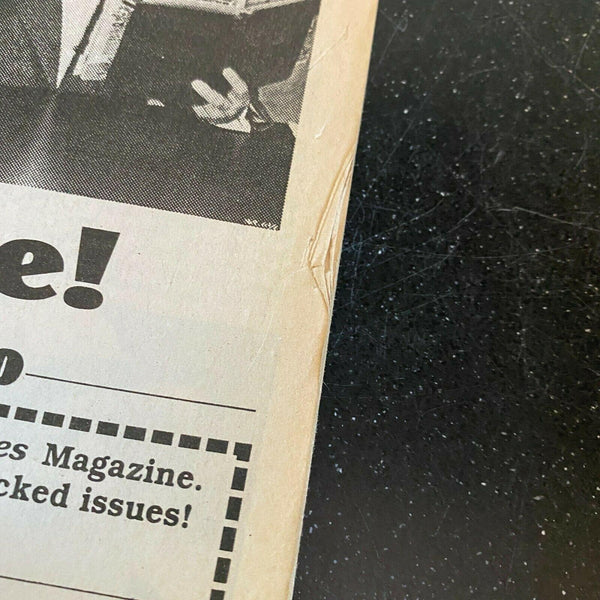 e!
o
es Magazine.
cked issues!